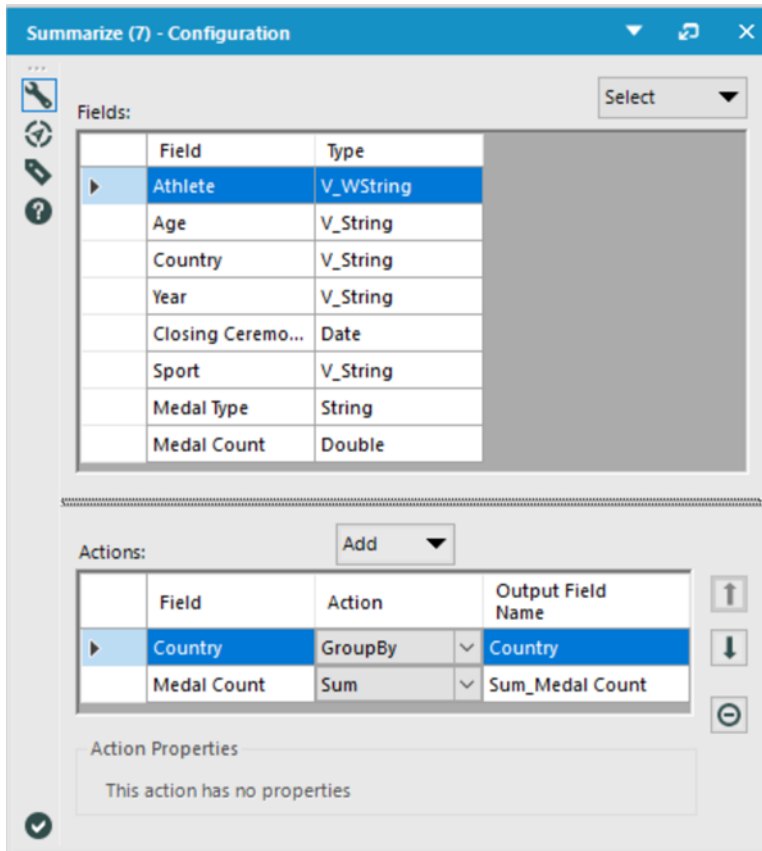 Summarize (7) - Configuration
Select
Fields:
Field Type
Athlete V_WString
Age V_String
Country V_String
Year V_String
Closing Ceremo... Date
Sport V_String
Medal Type String
Medal Count Double
Add
Actions:
Field Action Output Field
Name
Country GroupBy Country
Medal Count Sum Sum_Medal Count
Action Properties
This action has no properties